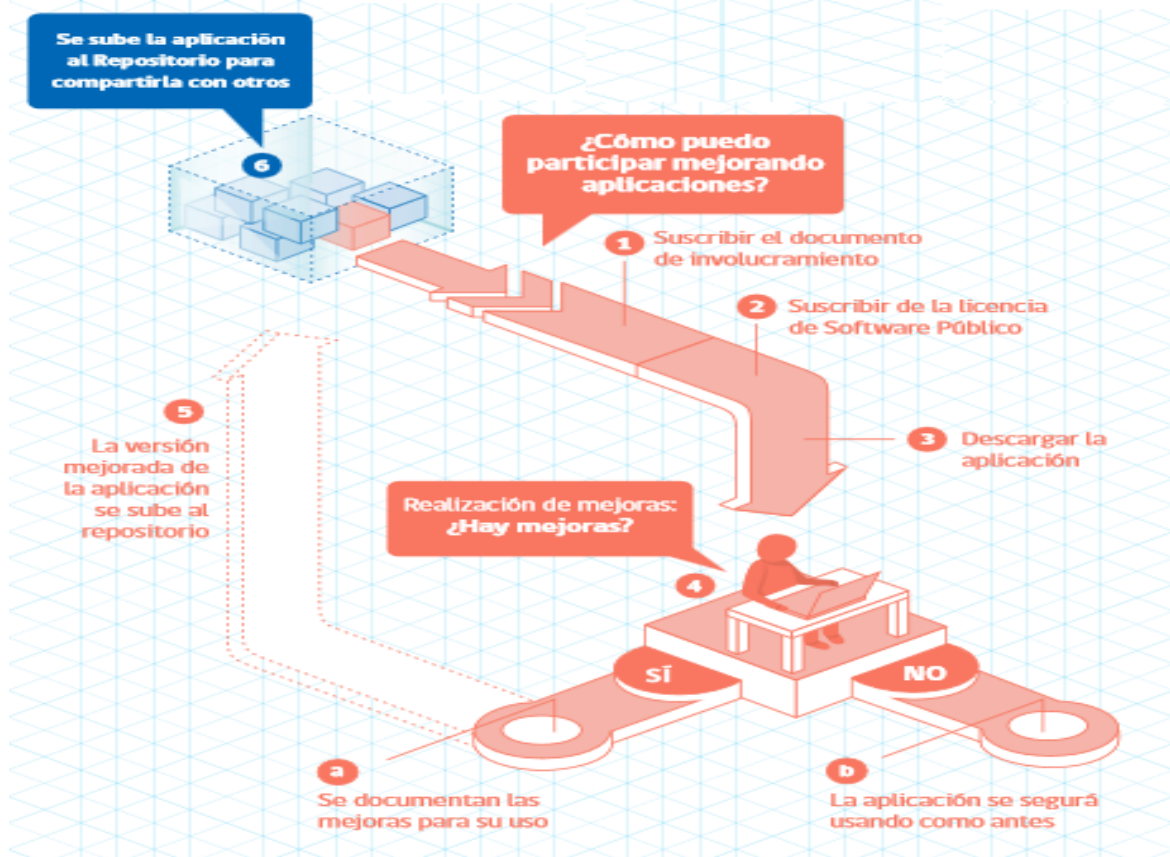 Se sube la aplicación
al Repositorio para
compartirla con otros
6
¿Cómo puedo
participar mejorando
aplicaciones?
1 Suscribir el documento
de involucramiento
2 Suscribir de la licencia
de Software Público
3 Descargar la
aplicación
Realización de mejoras:
¿Hay mejoras?
4
SÍ
NO
a
Se documentan las
mejoras para su uso
b
La aplicación se segurá
usando como antes
5
La versión
mejorada de
la aplicación
se sube al
repositorio